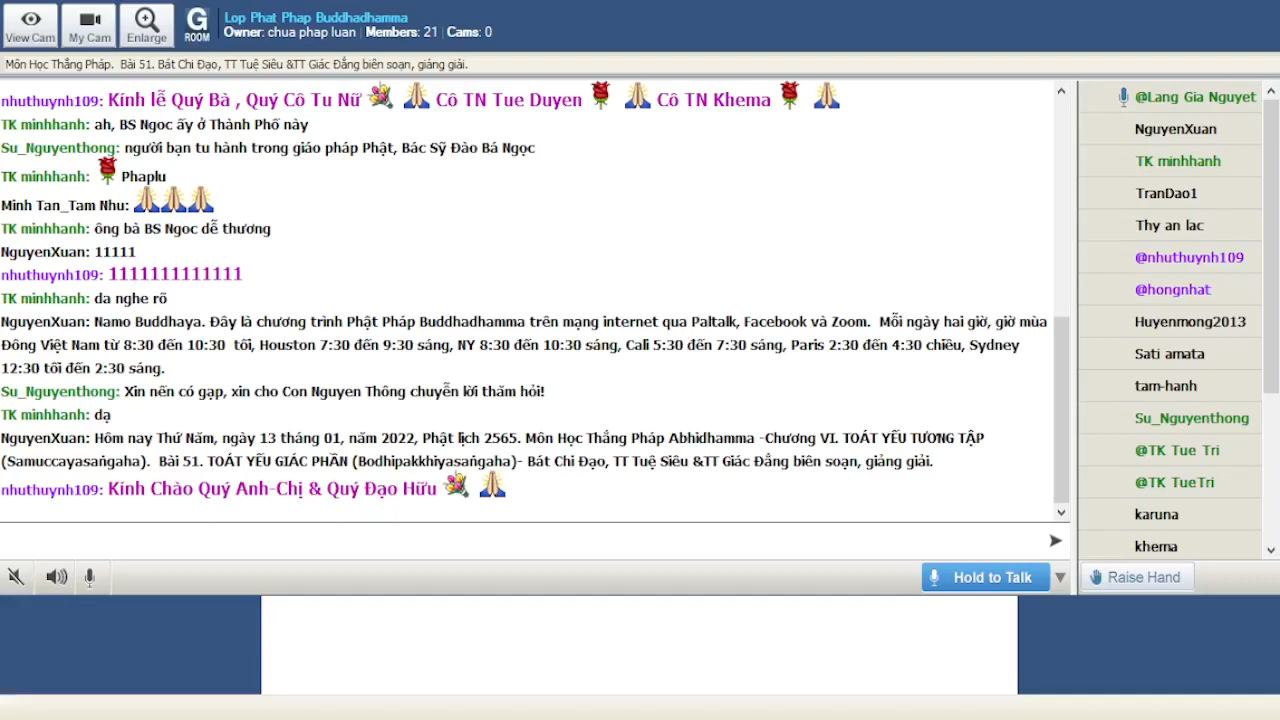 View Cam
My Cam
Enlarge
G
ROOM
Lop Phat Phap Buddhadhamma
Owner: chua phap luan | Members: 21 | Cams: 0
Môn Học Thắng Pháp. Bài 51. Bát Chi Đạo, TT Tuệ Siêu &TT Giác Đẳng biên soạn, giảng giải.
nhuthuynh109: Kính lễ Quý Bà , Quý Cô Tu Nữ Cô TN Tue Duyen Cô TN Khema
TK minhhanh: ah, BS Ngoc ấy ở Thành Phố này
Su_Nguyenthong: người bạn tu hành trong giáo pháp Phật, Bác Sỹ Đào Bá Ngọc
TK minhhanh: Phaplu
Minh Tan_Tam Nhu:
TK minhhanh: ông bà BS Ngoc dễ thương
NguyenXuan: 11111
nhuthuynh109: 1111111111111
TK minhhanh: da nghe rõ
NguyenXuan: Namo Buddhaya. Đây là chương trình Phật Pháp Buddhadhamma trên mạng internet qua Paltalk, Facebook và Zoom. Mỗi ngày hai giờ, giờ mùa
Đông Việt Nam từ 8:30 đến 10:30 tối, Houston 7:30 đến 9:30 sáng, NY 8:30 đến 10:30 sáng, Cali 5:30 đến 7:30 sáng, Paris 2:30 đến 4:30 chiều, Sydney
12:30 tối đến 2:30 sáng.
Su_Nguyenthong: Xin nến có gạp, xin cho Con Nguyen Thông chuyễn lời thăm hỏi!
TK minhhanh: dạ
NguyenXuan: Hôm nay Thứ Năm, ngày 13 tháng 01, năm 2022, Phật lịch 2565. Môn Học Thắng Pháp Abhidhamma -Chương VI. TOÁT YẾU TƯƠNG TẬP
(Samuccayasaṅgaha). Bài 51. TOÁT YẾU GIÁC PHẦN (Bodhipakkhiyasaṅgaha)- Bát Chi Đạo, TT Tuệ Siêu &TT Giác Đẳng biên soạn, giảng giải.
nhuthuynh109: Kính Chào Quý Anh-Chị & Quý Đạo Hữu
Hold to Talk
@Lang Gia Nguyet
NguyenXuan
TK minhhanh
TranDao1
Thy an lac
@nhuthuynh109
@hongnhat
Huyenmong2013
Sati amata
tam-hanh
Su_Nguyenthong
@TK Tue Tri
@TK TueTri
karuna
khema
Raise Hand